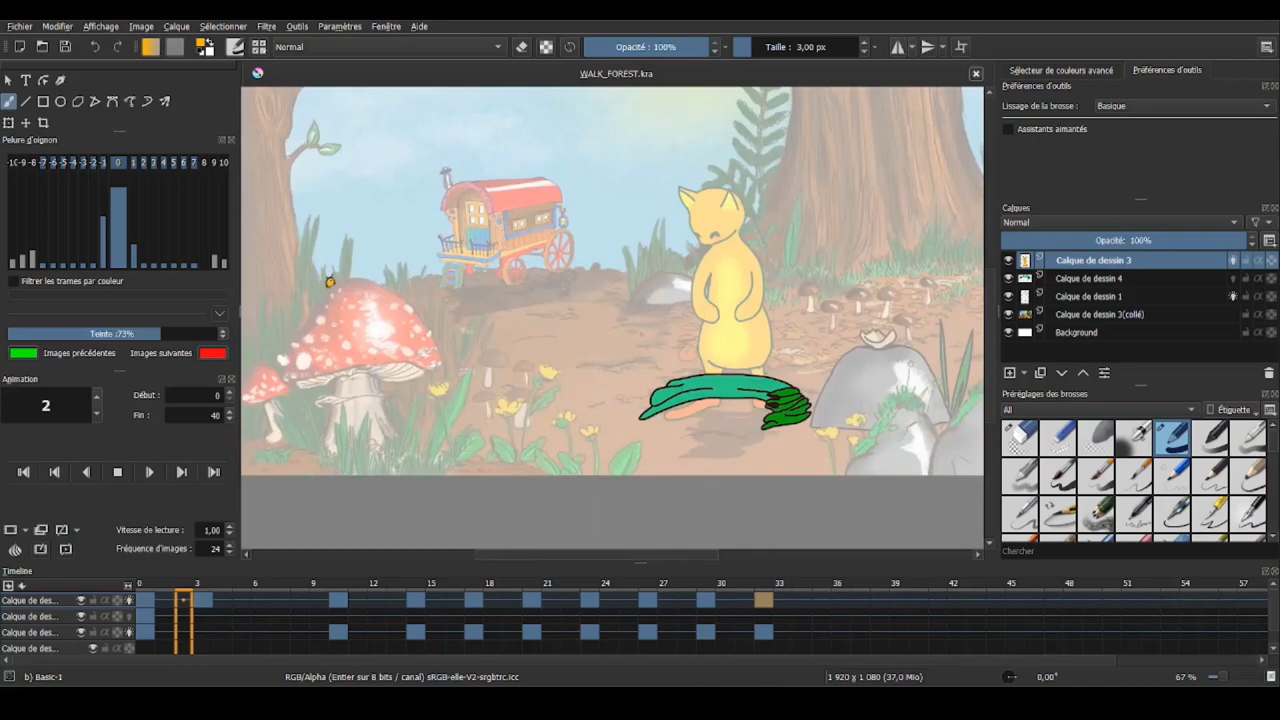 Fichier Modifier Affichage Image Calque Sélectionner Filtre Outils Paramètres Fenêtre Aide
Normal Opacité : 100% Taille : 3,00 px
WALK_FOREST.kra
Sélecteur de couleurs avancé Préférences d'outils
Préférences d'outils
Lissage de la brosse : Basique
Assistants aimantés
Pelure d'oignon
-10 -9 -8 -7 -6 -5 -4 -3 -2 -1 0 1 2 3 4 5 6 7 8 9 10
Filtrer les trames par couleur
Teinte :73%
Images précédentes Images suivantes
Animation
2
Début : 0
Fin : 40
Vitesse de lecture : 1,00
Fréquence d'images : 24
Calques
Normal
Opacité: 100%
Calque de dessin 3
Calque de dessin 4
Calque de dessin 1
Calque de dessin 3(collé)
Background
Préréglages des brosses
All Étiquette
Chercher
Timeline
0 3 6 9 12 15 18 21 24 27 30 33 36 39 42 45 48 51 54 57
Calque de des...
Calque de des...
Calque de des...
Calque de des...
b) Basic-1 RGB/Alpha (Entier sur 8 bits / canal) sRGB-elle-V2-srgbtrc.icc 1 920 x 1 080 (37,0 Mio) 0,00° 67 %